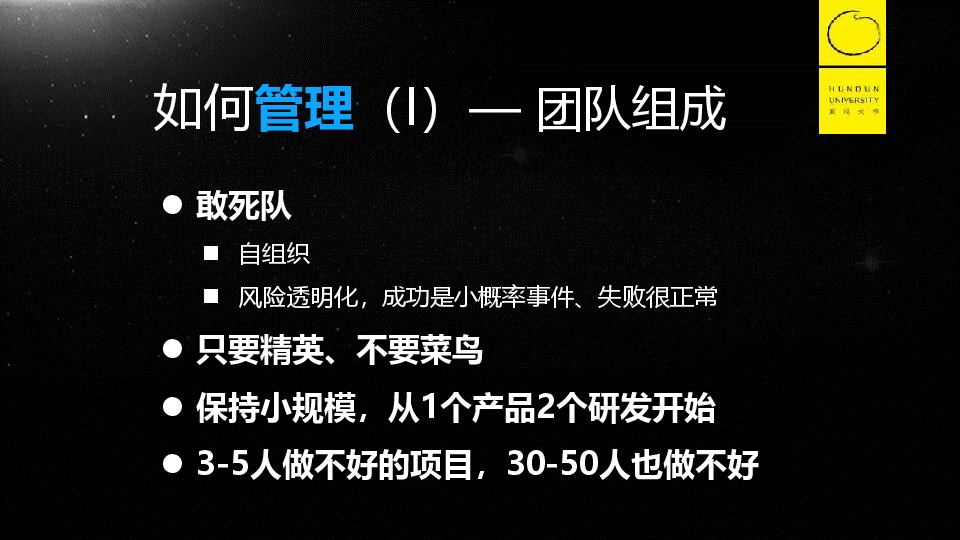 HUNDUN
UNIVERSITY
混沌大学
如何管理（I）— 团队组成
● 敢死队
■ 自组织
■ 风险透明化，成功是小概率事件、失败很正常
● 只要精英、不要菜鸟
● 保持小规模，从1个产品2个研发开始
● 3-5人做不好的项目，30-50人也做不好